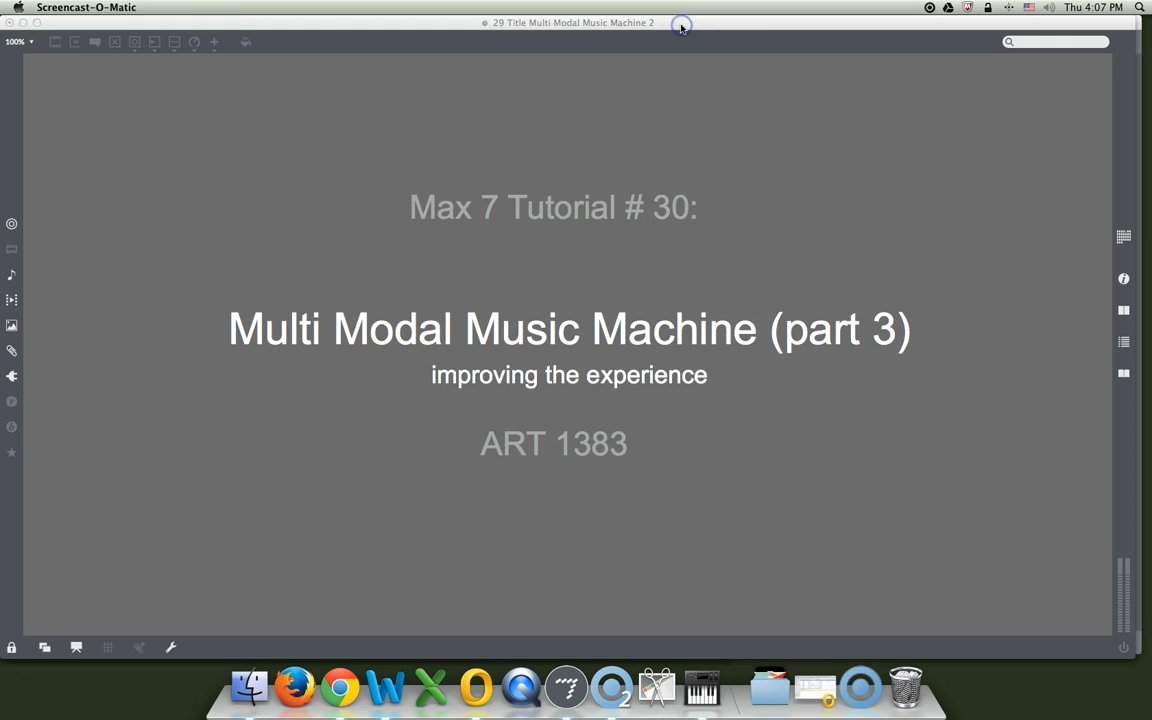 Screencast-O-Matic
Thu 4:07 PM
29 Title Multi Modal Music Machine 2
100%
Max 7 Tutorial # 30:
Multi Modal Music Machine (part 3)
improving the experience
ART 1383